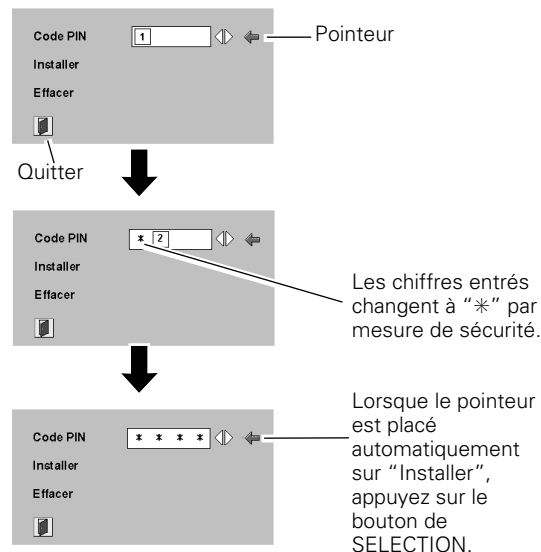 Code PIN 1 Pointeur
Installer
Effacer
Quitter
Code PIN * 2
Installer
Effacer
Les chiffres entrés
changent à “✳” par
mesure de sécurité.
Code PIN * * * *
Installer
Effacer
Lorsque le pointeur
est placé
automatiquement
sur “Installer”,
appuyez sur le
bouton de
SELECTION.